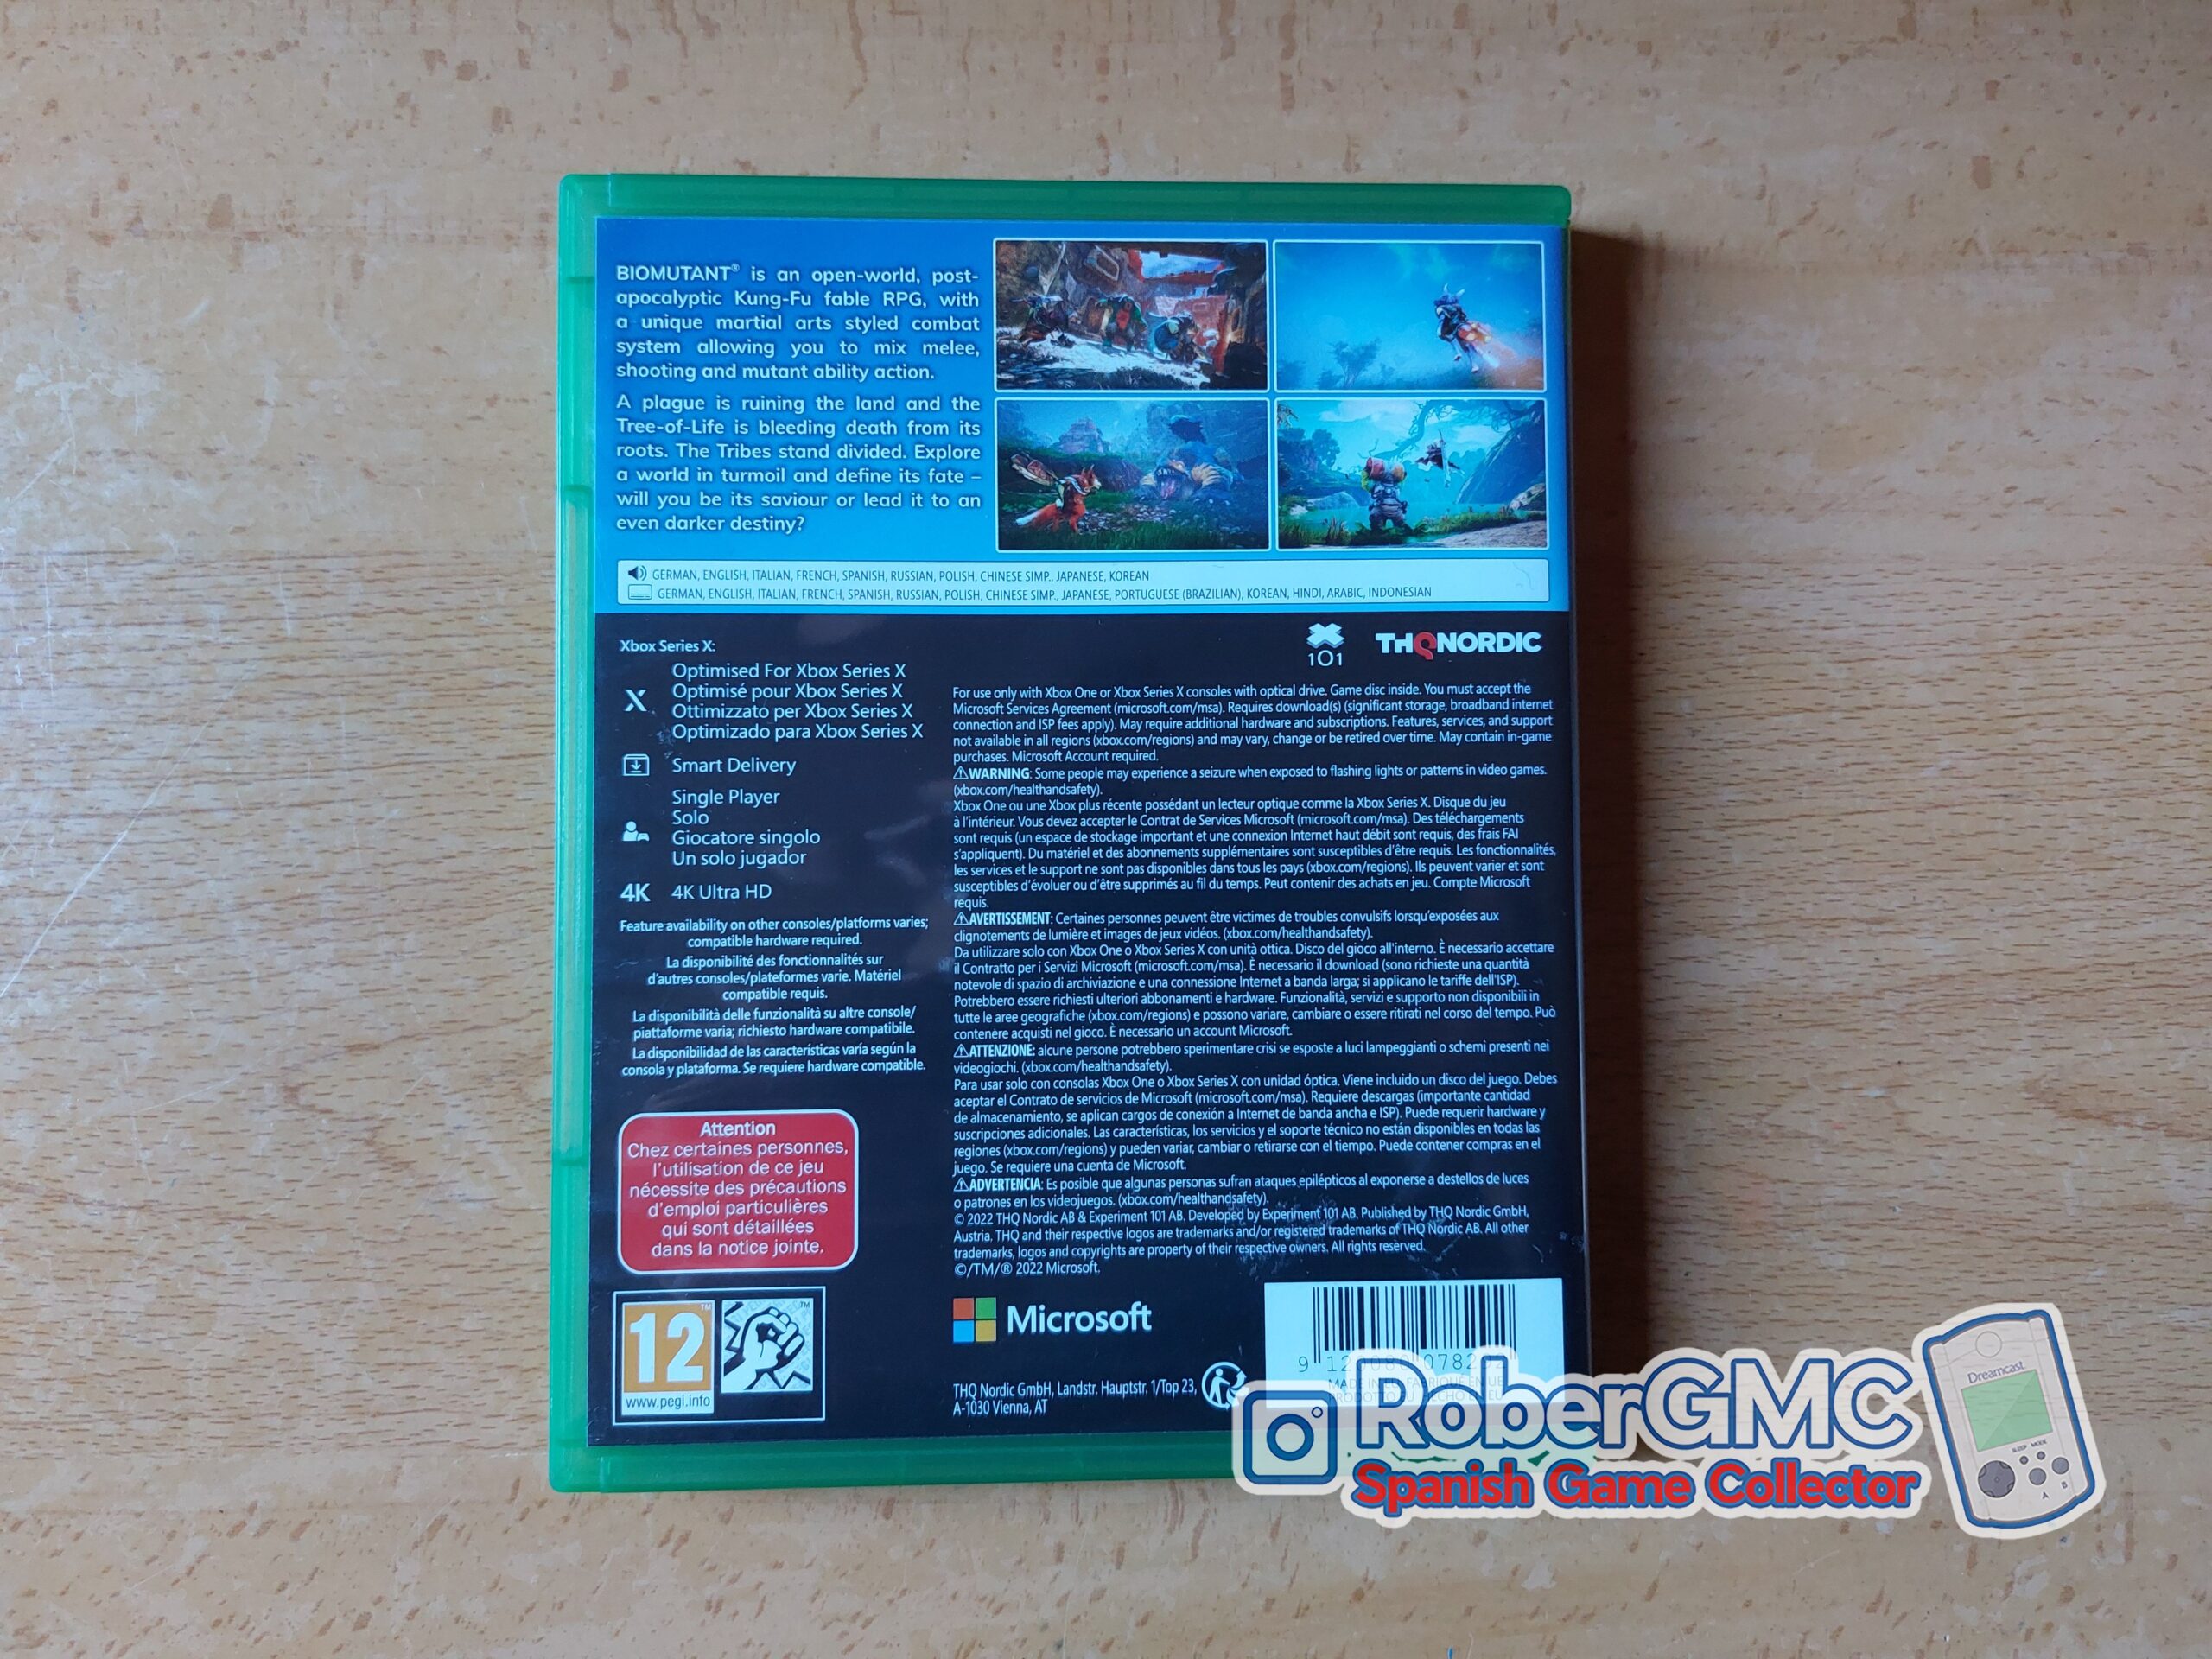 BIOMUTANT® is an open-world, post-
apocalyptic Kung-Fu fable RPG, with
a unique martial arts styled combat
system allowing you to mix melee,
shooting and mutant ability action.
A plague is ruining the land and the
Tree-of-Life is bleeding death from its
roots. The Tribes stand divided. Explore
a world in turmoil and define its fate –
will you be its saviour or lead it to an
even darker destiny?
GERMAN, ENGLISH, ITALIAN, FRENCH, SPANISH, RUSSIAN, POLISH, CHINESE SIMP., JAPANESE, KOREAN
GERMAN, ENGLISH, ITALIAN, FRENCH, SPANISH, RUSSIAN, POLISH, CHINESE SIMP., JAPANESE, PORTUGUESE (BRAZILIAN), KOREAN, HINDI, ARABIC, INDONESIAN
Xbox Series X:
Optimised For Xbox Series X
Optimisé pour Xbox Series X
Ottimizzato per Xbox Series X
Optimizado para Xbox Series X
Smart Delivery
Single Player
Solo
Giocatore singolo
Un solo jugador
4K 4K Ultra HD
Feature availability on other consoles/platforms varies;
compatible hardware required.
La disponibilité des fonctionnalités sur
d'autres consoles/plateformes varie. Matériel
compatible requis.
La disponibilità delle funzionalità su altre console/
piattaforme varia; richiesto hardware compatibile.
La disponibilidad de las características varía según la
consola y plataforma. Se requiere hardware compatible.
Attention
Chez certaines personnes,
l'utilisation de ce jeu
nécessite des précautions
d'emploi particulières
qui sont détaillées
dans la notice jointe.
12
www.pegi.info
101
THQ NORDIC
For use only with Xbox One or Xbox Series X consoles with optical drive. Game disc inside. You must accept the
Microsoft Services Agreement (microsoft.com/msa). Requires download(s) (significant storage, broadband internet
connection and ISP fees apply). May require additional hardware and subscriptions. Features, services, and support
not available in all regions (xbox.com/regions) and may vary, change or be retired over time. May contain in-game
purchases. Microsoft Account required.
⚠WARNING: Some people may experience a seizure when exposed to flashing lights or patterns in video games.
(xbox.com/healthandsafety).
Xbox One ou une Xbox plus récente possédant un lecteur optique comme la Xbox Series X. Disque du jeu
à l'intérieur. Vous devez accepter le Contrat de Services Microsoft (microsoft.com/msa). Des téléchargements
sont requis (un espace de stockage important et une connexion Internet haut débit sont requis, des frais FAI
s'appliquent). Du matériel et des abonnements supplémentaires sont susceptibles d'être requis. Les fonctionnalités,
les services et le support ne sont pas disponibles dans tous les pays (xbox.com/regions). Ils peuvent varier et sont
susceptibles d'évoluer ou d'être supprimés au fil du temps. Peut contenir des achats en jeu. Compte Microsoft
requis.
⚠AVERTISSEMENT: Certaines personnes peuvent être victimes de troubles convulsifs lorsqu'exposées aux
clignotements de lumière et images de jeux vidéos. (xbox.com/healthandsafety).
Da utilizzare solo con Xbox One o Xbox Series X con unità ottica. Disco del gioco all'interno. È necessario accettare
il Contratto per i Servizi Microsoft (microsoft.com/msa). È necessario il download (sono richieste una quantità
notevole di spazio di archiviazione e una connessione Internet a banda larga; si applicano le tariffe dell'ISP).
Potrebbero essere richiesti ulteriori abbonamenti e hardware. Funzionalità, servizi e supporto non disponibili in
tutte le aree geografiche (xbox.com/regions) e possono variare, cambiare o essere ritirati nel corso del tempo. Può
contenere acquisti nel gioco. È necessario un account Microsoft.
⚠ATTENZIONE: alcune persone potrebbero sperimentare crisi se esposte a luci lampeggianti o schemi presenti nei
videogiochi. (xbox.com/healthandsafety).
Para usar solo con consolas Xbox One o Xbox Series X con unidad óptica. Viene incluido un disco del juego. Debes
aceptar el Contrato de servicios de Microsoft (microsoft.com/msa). Requiere descargas (importante cantidad
de almacenamiento, se aplican cargos de conexión a Internet de banda ancha e ISP). Puede requerir hardware y
suscripciones adicionales. Las características, los servicios y el soporte técnico no están disponibles en todas las
regiones (xbox.com/regions) y pueden variar, cambiar o retirarse con el tiempo. Puede contener compras en el
juego. Se requiere una cuenta de Microsoft.
⚠ADVERTENCIA: Es posible que algunas personas sufran ataques epilépticos al exponerse a destellos de luces
o patrones en los videojuegos. (xbox.com/healthandsafety).
© 2022 THQ Nordic AB & Experiment 101 AB. Developed by Experiment 101 AB. Published by THQ Nordic GmbH,
Austria. THQ and their respective logos are trademarks and/or registered trademarks of THQ Nordic AB. All other
trademarks, logos and copyrights are property of their respective owners. All rights reserved.
©/TM/® 2022 Microsoft.
Microsoft
THQ Nordic GmbH, Landstr. Hauptstr. 1/Top 23,
A-1030 Vienna, AT
RoberGMC
Spanish Game Collector
Dreamcast
SLEEP MODE
A B